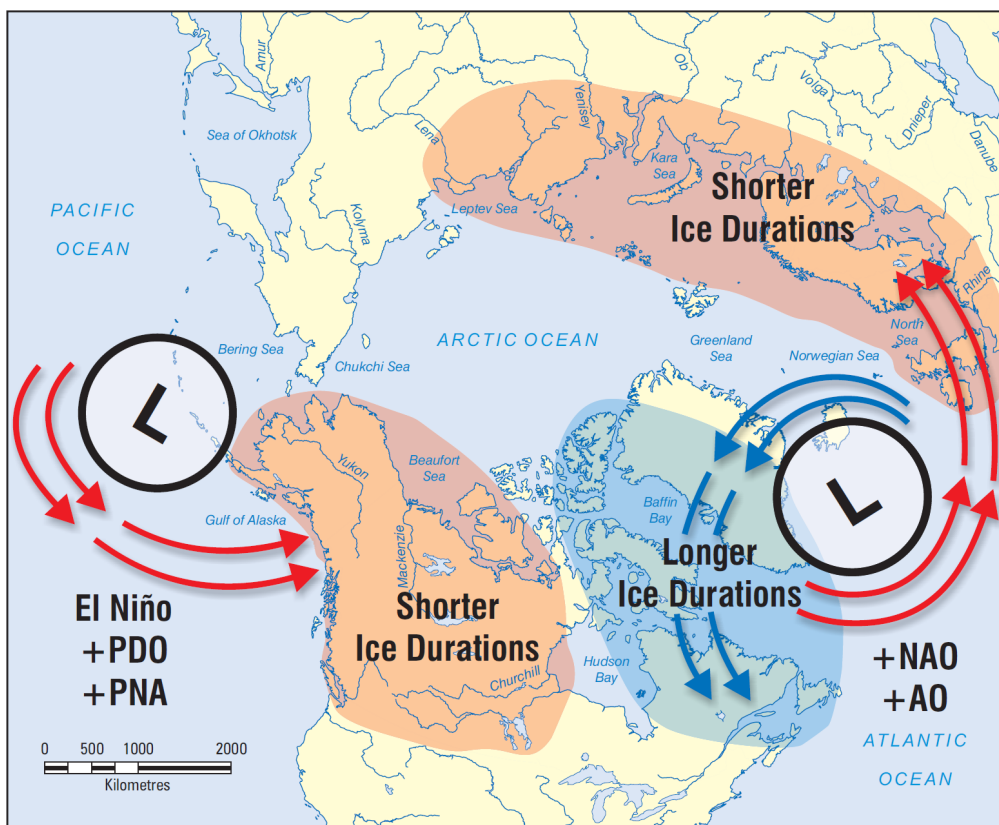 Amur
Ob'
Volga
Dnieper
Danube
Sea of Okhotsk
Lena
Yenisey
Kara
Sea
Shorter
Ice Durations
PACIFIC
OCEAN
Kolyma
Leptev Sea
Rhine
ARCTIC OCEAN
Greenland
Sea
North
Sea
Norwegian Sea
Bering Sea
Chukchi Sea
L
Yukon
Beaufort
Sea
Gulf of Alaska
Mackenzie
Baffin
Bay
L
Longer
Ice Durations
El Niño
+PDO
+PNA
Shorter
Ice Durations
Churchill
Hudson
Bay
+NAO
+AO
ATLANTIC
OCEAN
0 500 1000 2000
Kilometres